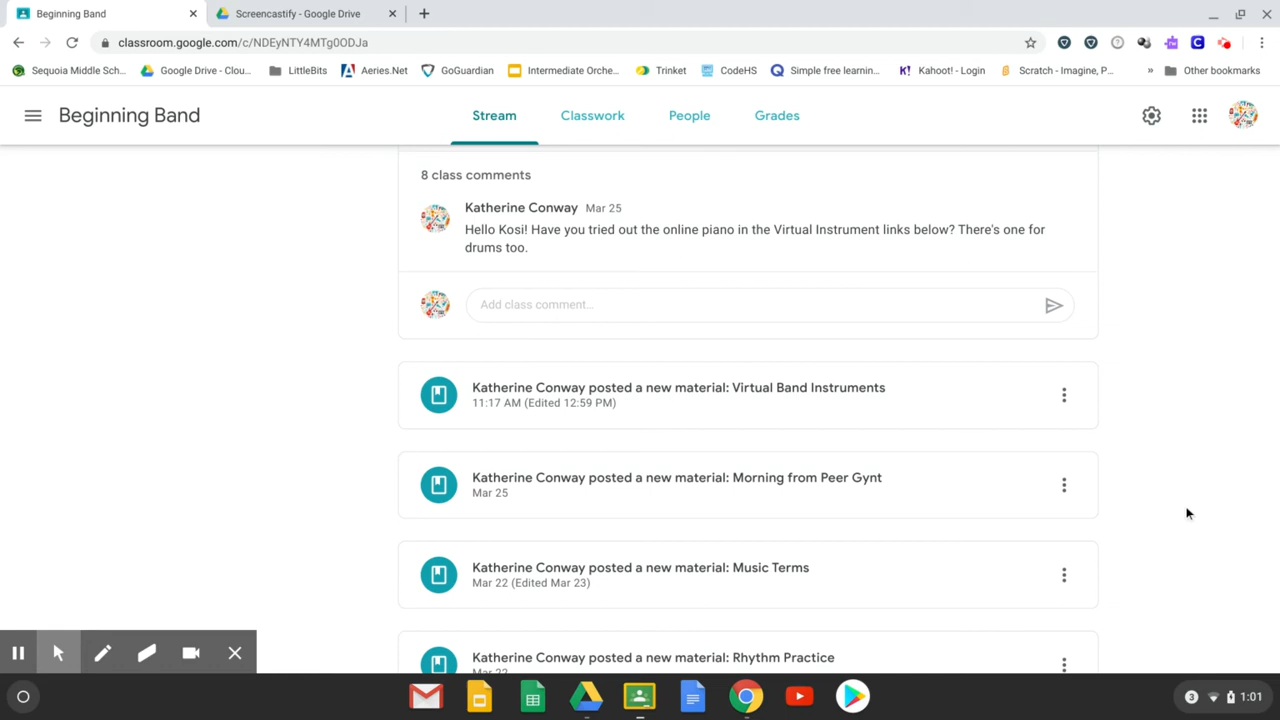 Beginning Band
Screencastify - Google Drive
classroom.google.com/c/NDEyNTY4MTg0ODJa
Sequoia Middle Sch...
Google Drive - Clou...
LittleBits
Aeries.Net
GoGuardian
Intermediate Orche...
Trinket
CodeHS
Simple free learnin...
Kahoot! - Login
Scratch - Imagine, P...
»
Other bookmarks
Beginning Band
Stream
Classwork
People
Grades
8 class comments
Katherine Conway Mar 25
Hello Kosi! Have you tried out the online piano in the Virtual Instrument links below? There's one for
drums too.
Add class comment...
Katherine Conway posted a new material: Virtual Band Instruments
11:17 AM (Edited 12:59 PM)
Katherine Conway posted a new material: Morning from Peer Gynt
Mar 25
Katherine Conway posted a new material: Music Terms
Mar 22 (Edited Mar 23)
Katherine Conway posted a new material: Rhythm Practice
Mar 22
3 1:01